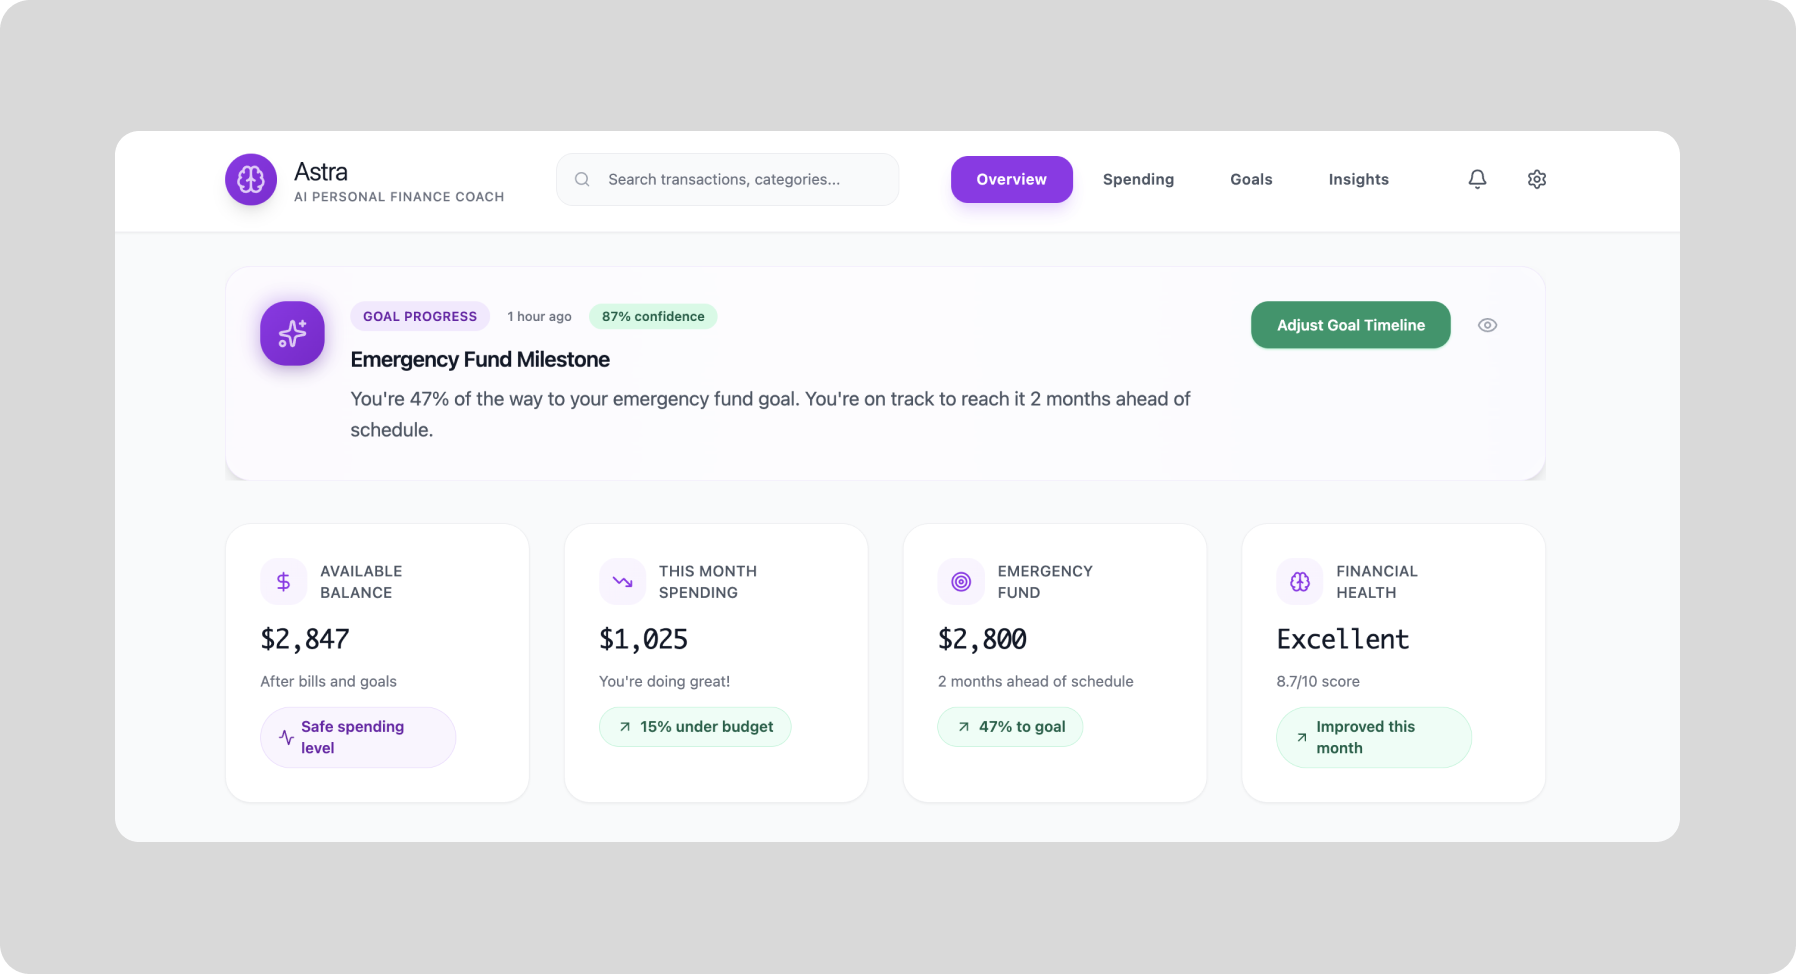 Astra
AI PERSONAL FINANCE COACH
Search transactions, categories...
Overview
Spending
Goals
Insights
GOAL PROGRESS
1 hour ago
87% confidence
Adjust Goal Timeline
Emergency Fund Milestone
You're 47% of the way to your emergency fund goal. You're on track to reach it 2 months ahead of
schedule.
AVAILABLE
BALANCE
$2,847
After bills and goals
Safe spending
level
THIS MONTH
SPENDING
$1,025
You're doing great!
15% under budget
EMERGENCY
FUND
$2,800
2 months ahead of schedule
47% to goal
FINANCIAL
HEALTH
Excellent
8.7/10 score
Improved this
month